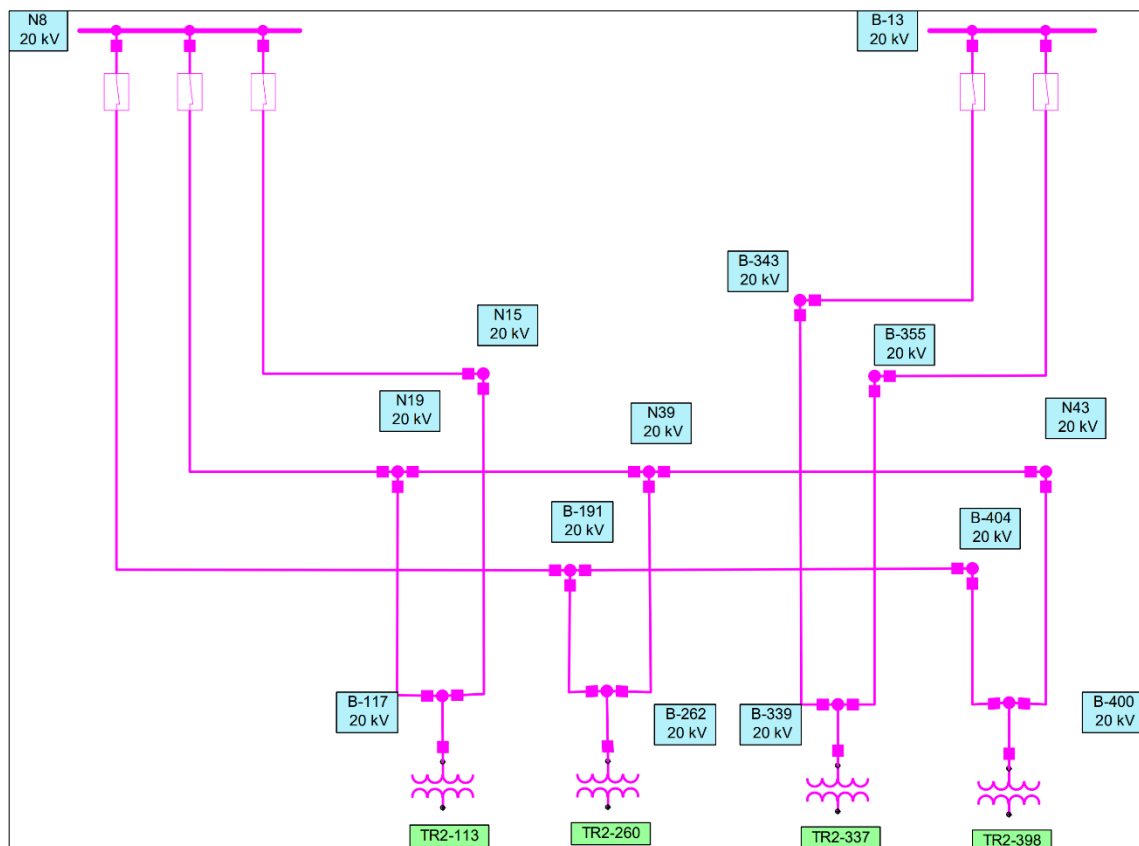 N8
20 kV
B-13
20 kV
B-343
20 kV
N15
20 kV
B-355
20 kV
N19
20 kV
N39
20 kV
N43
20 kV
B-191
20 kV
B-404
20 kV
B-117
20 kV
B-262
20 kV
B-339
20 kV
B-400
20 kV
TR2-113
TR2-260
TR2-337
TR2-398